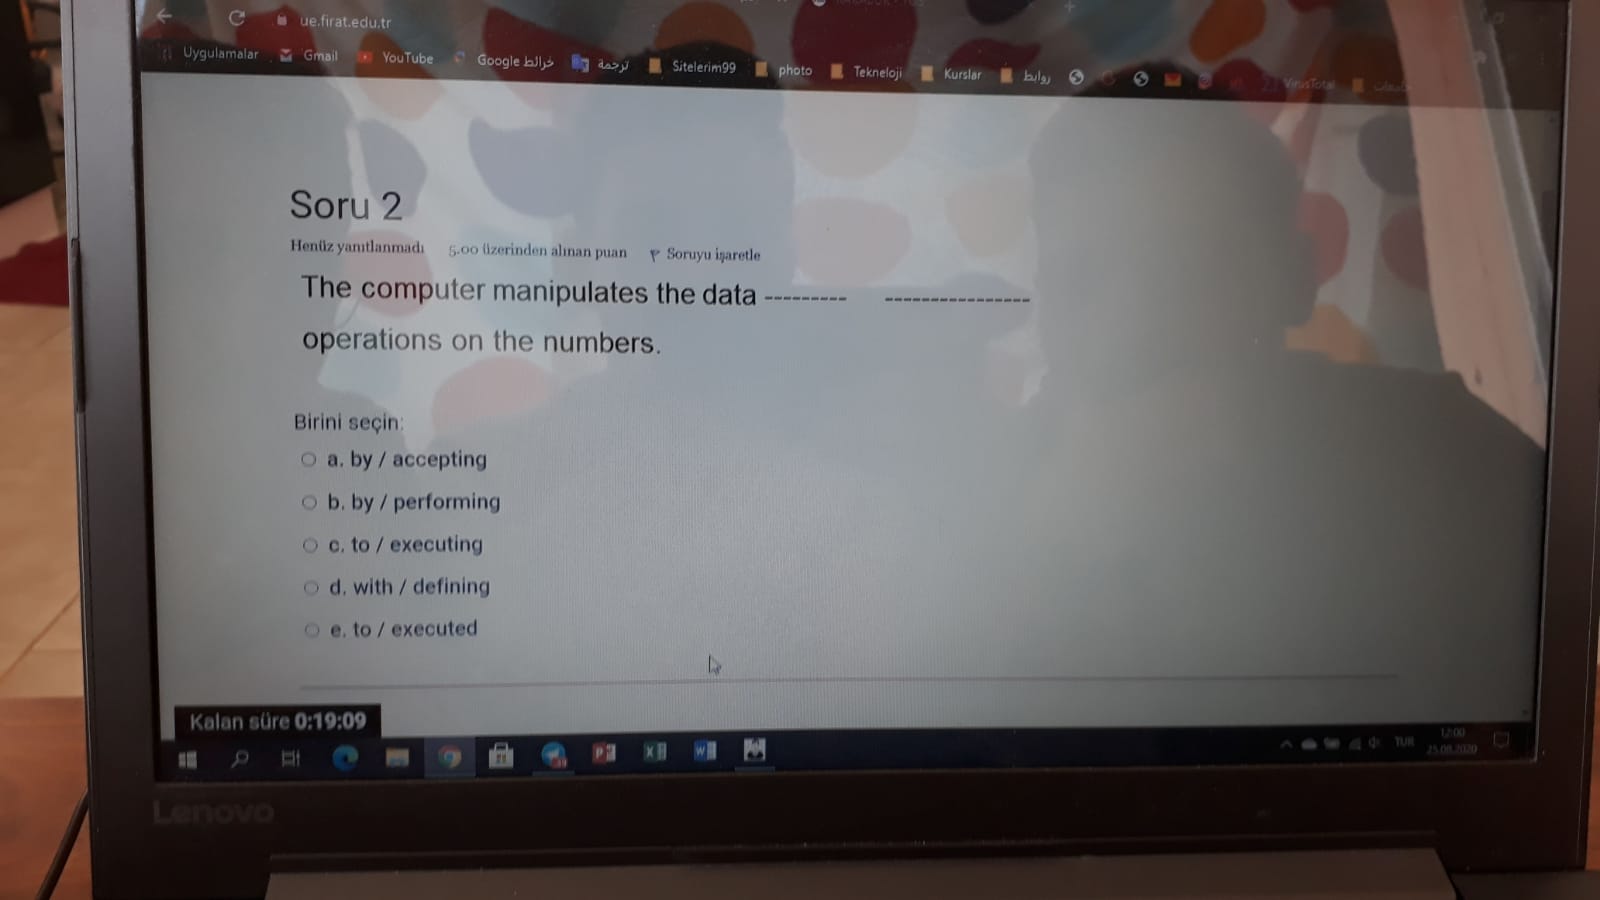 ue.firat.edu.tr
Uygulamalar Gmail YouTube Google خرائط ترجمة Sitelerim99 photo Tekneloji Kurslar روابط VirusTotal
Soru 2
Henüz yanıtlanmadı 5,00 üzerinden alınan puan Soruyu işaretle
The computer manipulates the data --------- ----------------
operations on the numbers.
Birini seçin:
a. by / accepting
b. by / performing
c. to / executing
d. with / defining
e. to / executed
Kalan süre 0:19:09
TUR
12:00
25.08.2020
Lenovo